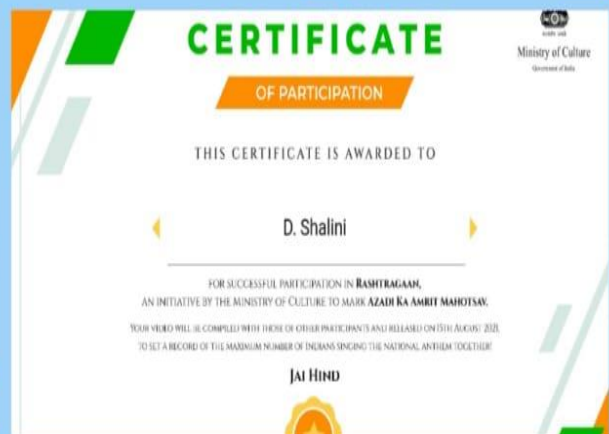 CERTIFICATE
Ministry of Culture
Government of India
OF PARTICIPATION
THIS CERTIFICATE IS AWARDED TO
D. Shalini
FOR SUCCESSFUL PARTICIPATION IN RASHTRAGAAN,
AN INITIATIVE BY THE MINISTRY OF CULTURE TO MARK AZADI KA AMRIT MAHOTSAV.
YOUR VIDEO WILL BE COMPILED WITH THOSE OF OTHER PARTICIPANTS AND RELEASED ON 15TH AUGUST 2021,
TO SET A RECORD OF THE MAXIMUM NUMBER OF INDIANS SINGING THE NATIONAL ANTHEM TOGETHER!
JAI HIND